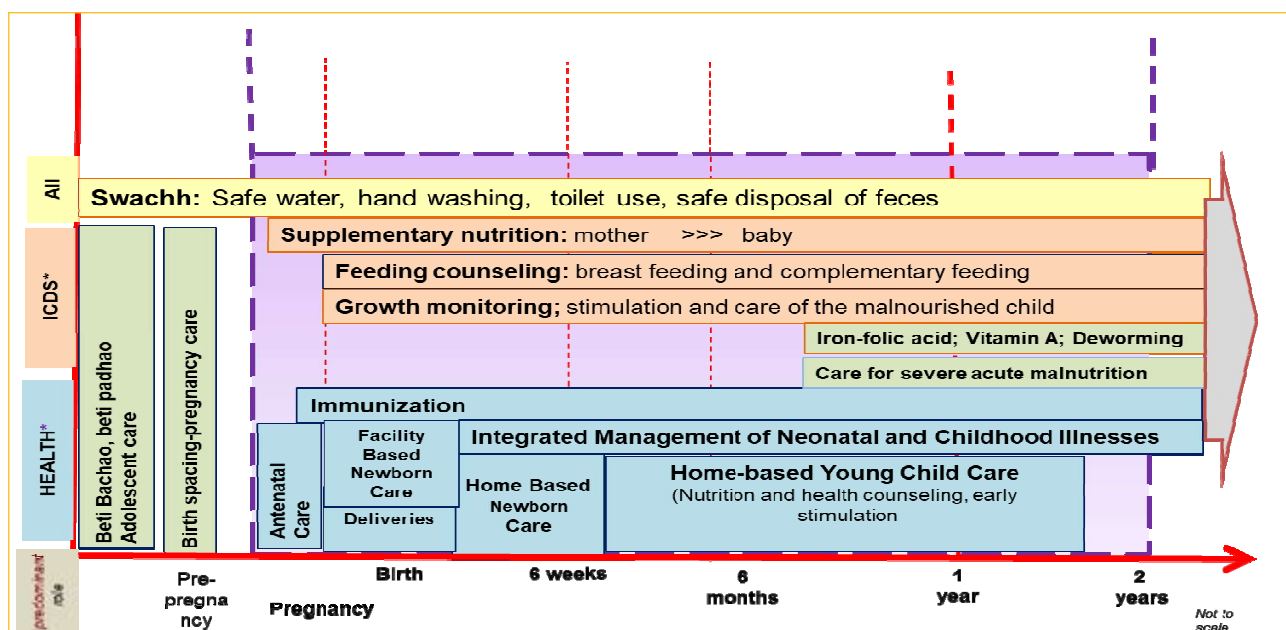 All
Swachh: Safe water, hand washing, toilet use, safe disposal of feces
ICDS*
Supplementary nutrition: mother >>> baby
Feeding counseling: breast feeding and complementary feeding
Growth monitoring; stimulation and care of the malnourished child
Iron-folic acid; Vitamin A; Deworming
Care for severe acute malnutrition
HEALTH*
Beti Bachao, beti padhao
Adolescent care
Birth spacing-pregnancy care
Immunization
Antenatal
Care
Facility
Based
Newborn
Care
Deliveries
Integrated Management of Neonatal and Childhood Illnesses
Home Based
Newborn
Care
Home-based Young Child Care
(Nutrition and health counseling, early
stimulation
predominant
role
Pre-
pregna
ncy
Pregnancy
Birth
6 weeks
6
months
1
year
2
years
Not to
scale